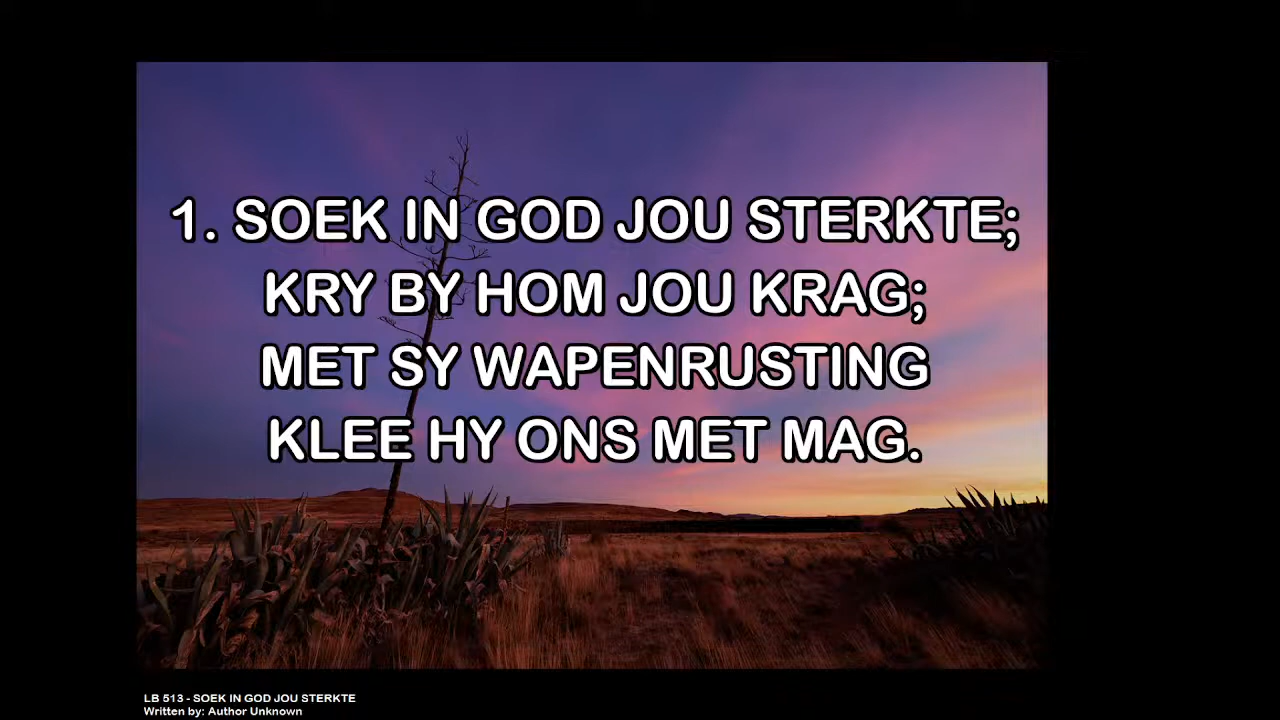 1. SOEK IN GOD JOU STERKTE;
KRY BY HOM JOU KRAG;
MET SY WAPENRUSTING
KLEE HY ONS MET MAG.
LB 513 - SOEK IN GOD JOU STERKTE
Written by: Author Unknown